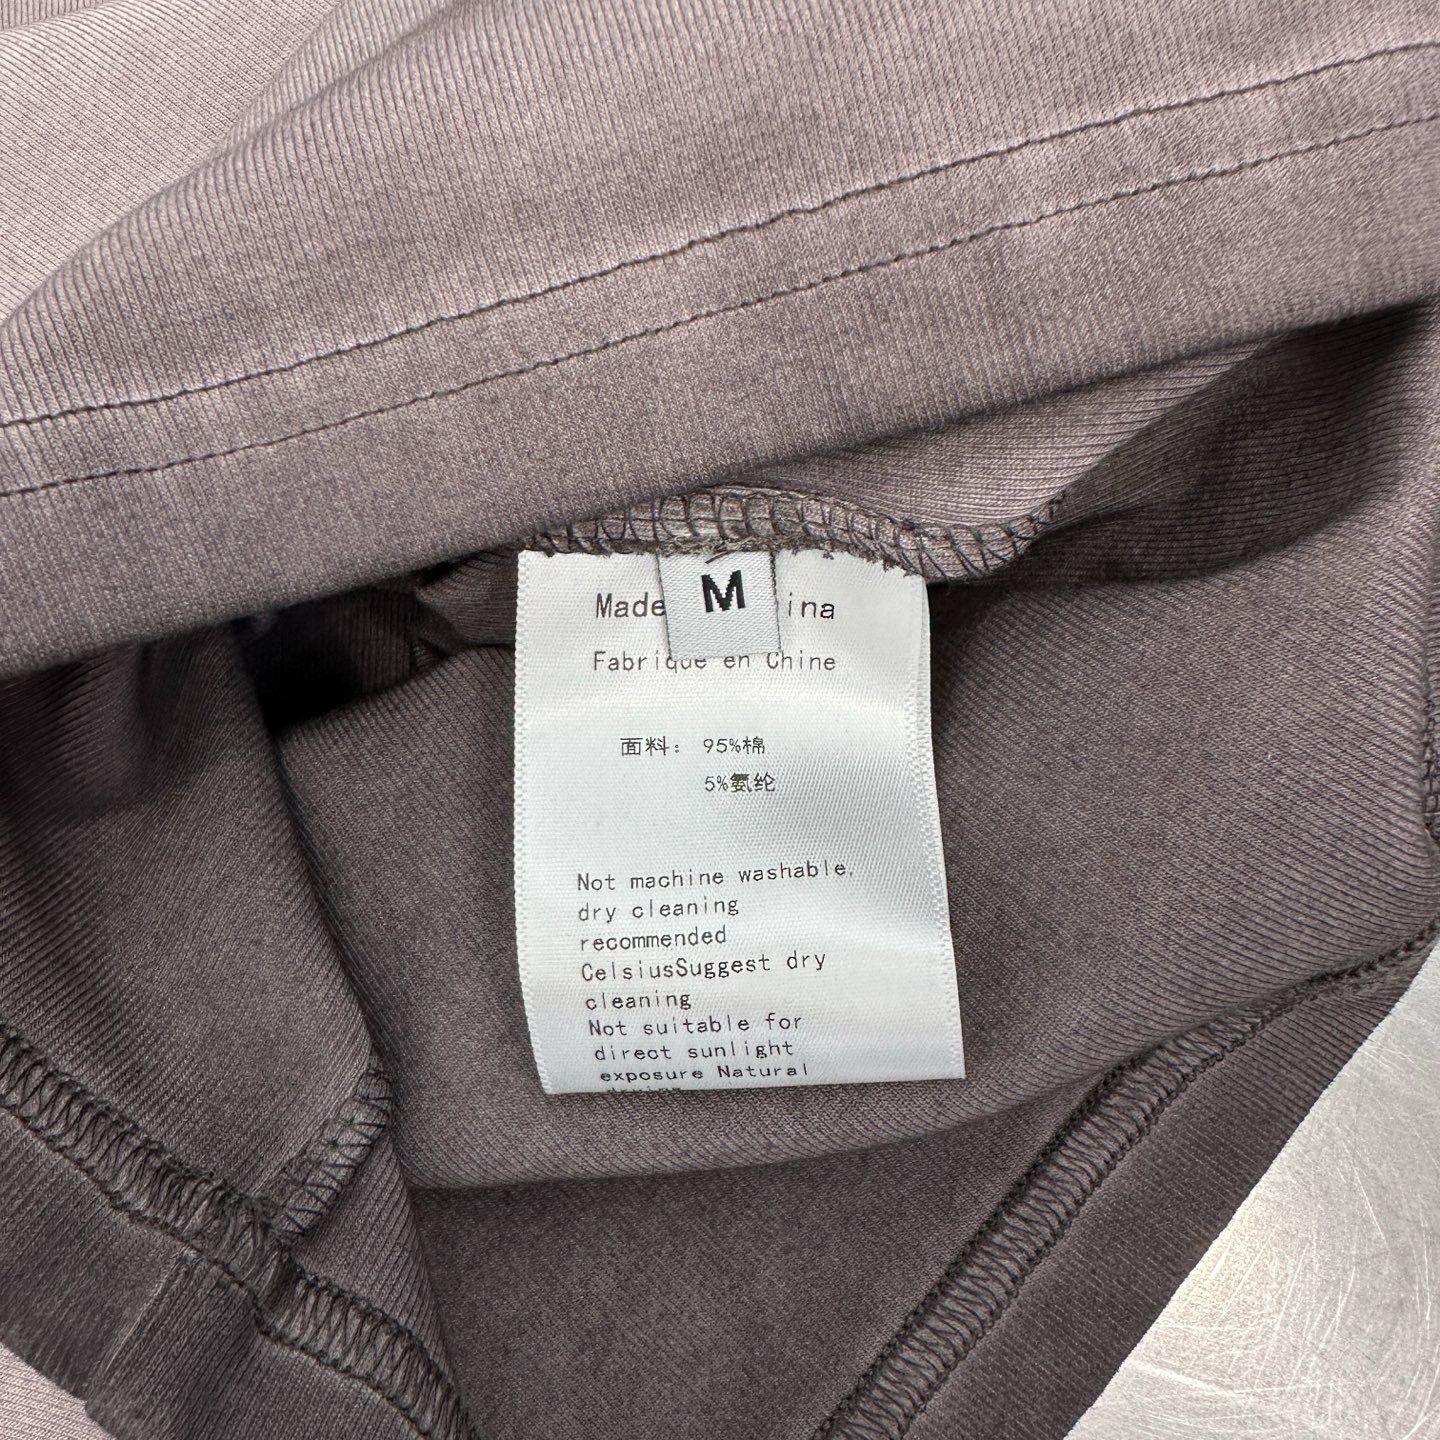 M
Made ina
Fabrique en Chine
面料： 95%棉
5%氨纶
Not machine washable,
dry cleaning
recommended
CelsiusSuggest dry
cleaning
Not suitable for
direct sunlight
exposure Natural